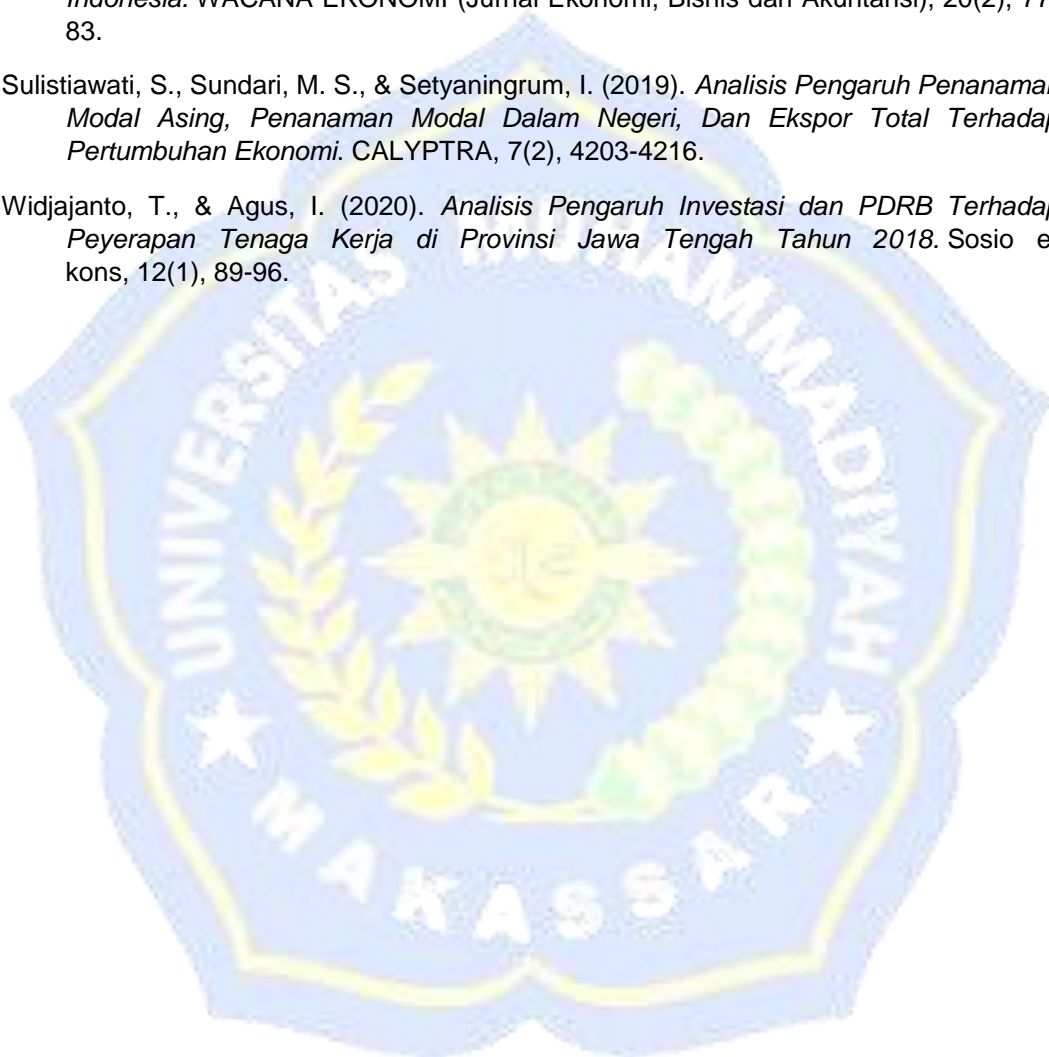 Indonesia. WACANA EKONOMI (Jurnal Ekonomi, Bisnis dan Akuntansi), 20(2), 77
83.
Sulistiawati, S., Sundari, M. S., & Setyaningrum, I. (2019). Analisis Pengaruh Penanaman
Modal Asing, Penanaman Modal Dalam Negeri, Dan Ekspor Total Terhadap
Pertumbuhan Ekonomi. CALYPTRA, 7(2), 4203-4216.
Widjajanto, T., & Agus, I. (2020). Analisis Pengaruh Investasi dan PDRB Terhadap
Peyerapan Tenaga Kerja di Provinsi Jawa Tengah Tahun 2018. Sosio e
kons, 12(1), 89-96.
UNIVERSITAS MUHAMMADIYAH
MAKASSAR